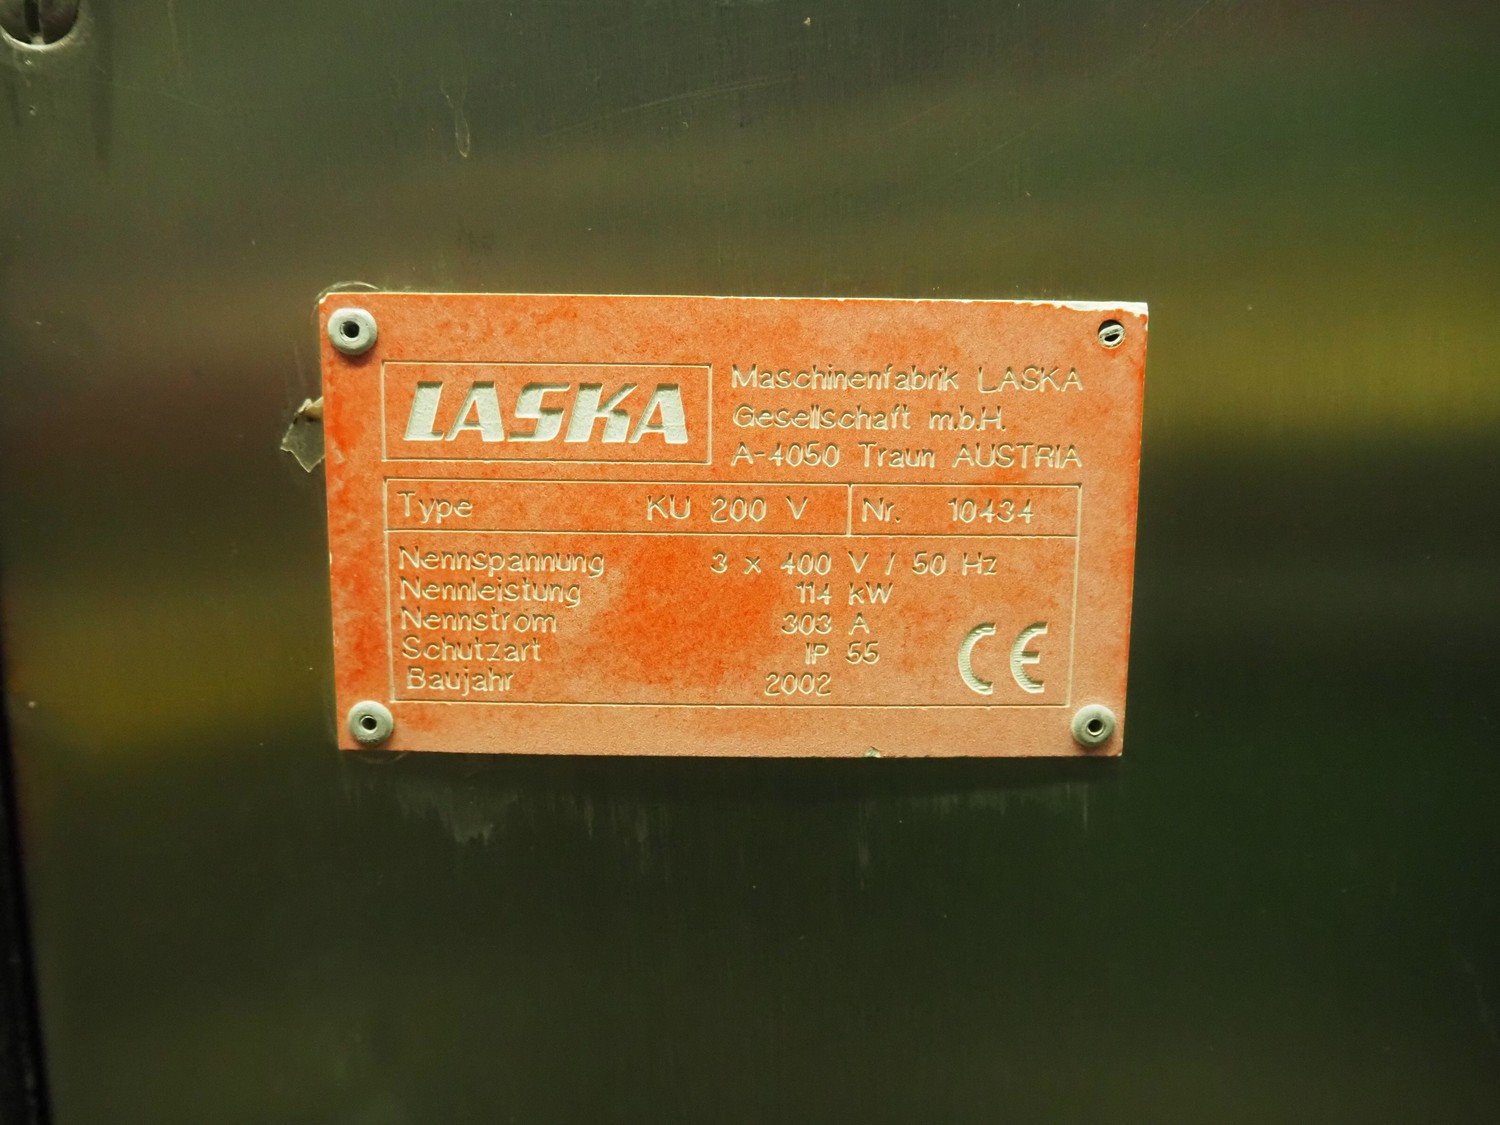 LASKA
Maschinenfabrik LASKA
Gesellschaft m.b.H.
A-4050 Traun AUSTRIA
Type KU 200 V Nr. 10434
Nennspannung 3 x 400 V / 50 Hz
Nennleistung 114 kW
Nennstrom 303 A
Schutzart IP 55
Baujahr 2002
CE